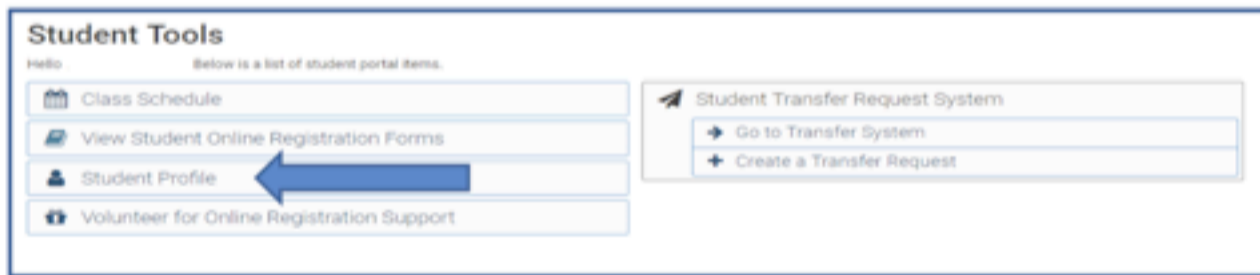 Student Tools
Hello Below is a list of student portal items.
Class Schedule
View Student Online Registration Forms
Student Profile
Volunteer for Online Registration Support
Student Transfer Request System
Go to Transfer System
Create a Transfer Request